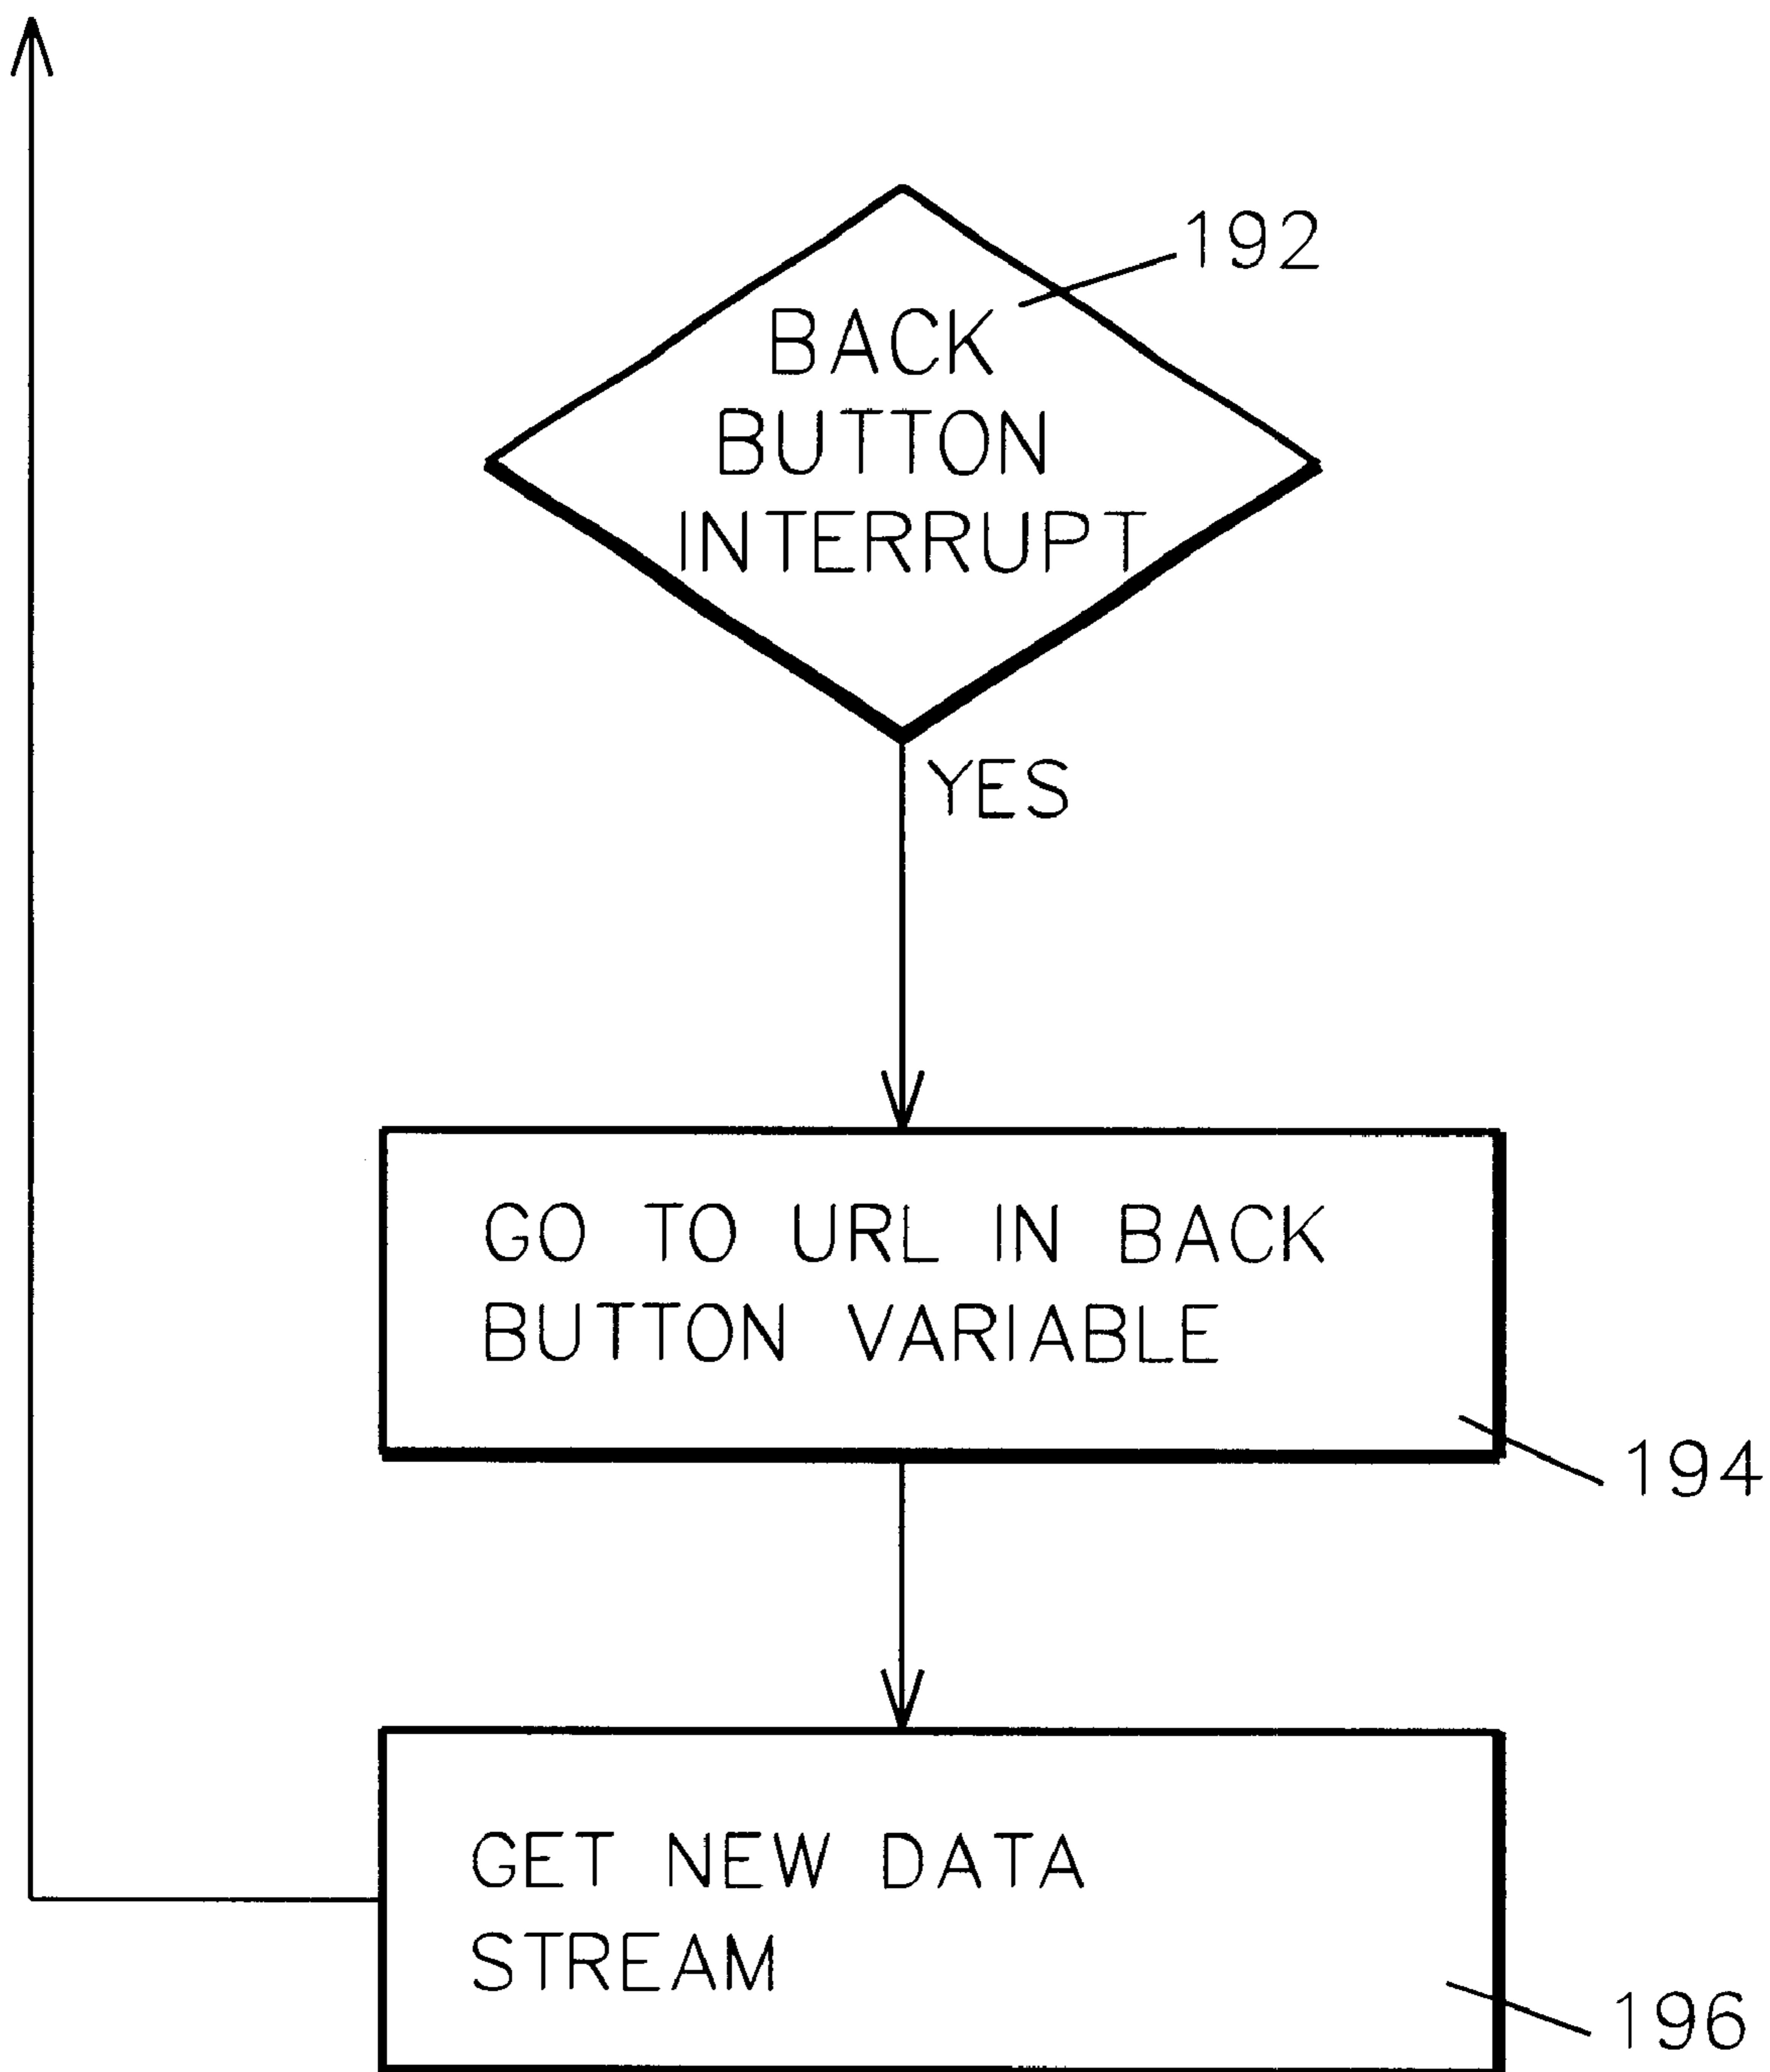 192
BACK
BUTTON
INTERRUPT
YES
GO TO URL IN BACK
BUTTON VARIABLE
194
GET NEW DATA
STREAM
196